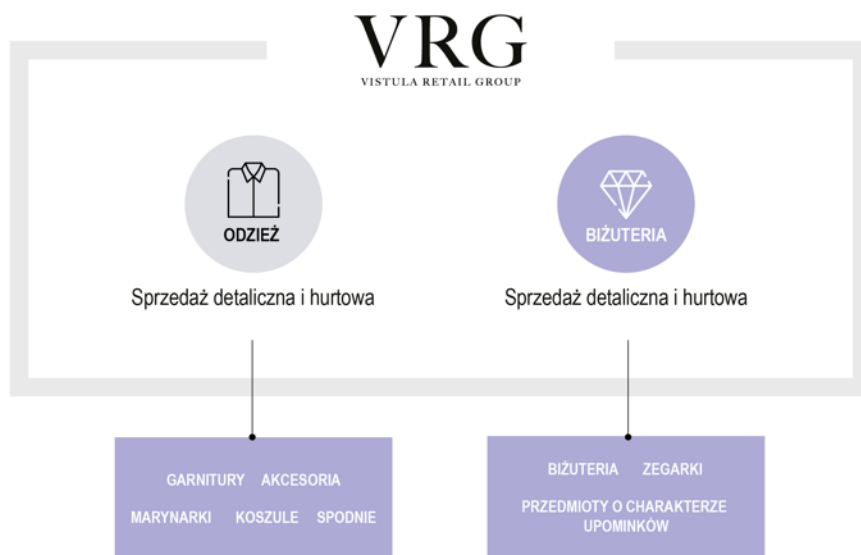 VRG
VISTULA RETAIL GROUP
ODZIEŻ
BIŻUTERIA
Sprzedaż detaliczna i hurtowa
Sprzedaż detaliczna i hurtowa
GARNITURY AKCESORIA
MARYNARKI KOSZULE SPODNIE
BIŻUTERIA ZEGARKI
PRZEDMIOTY O CHARAKTERZE
UPOMINKÓW